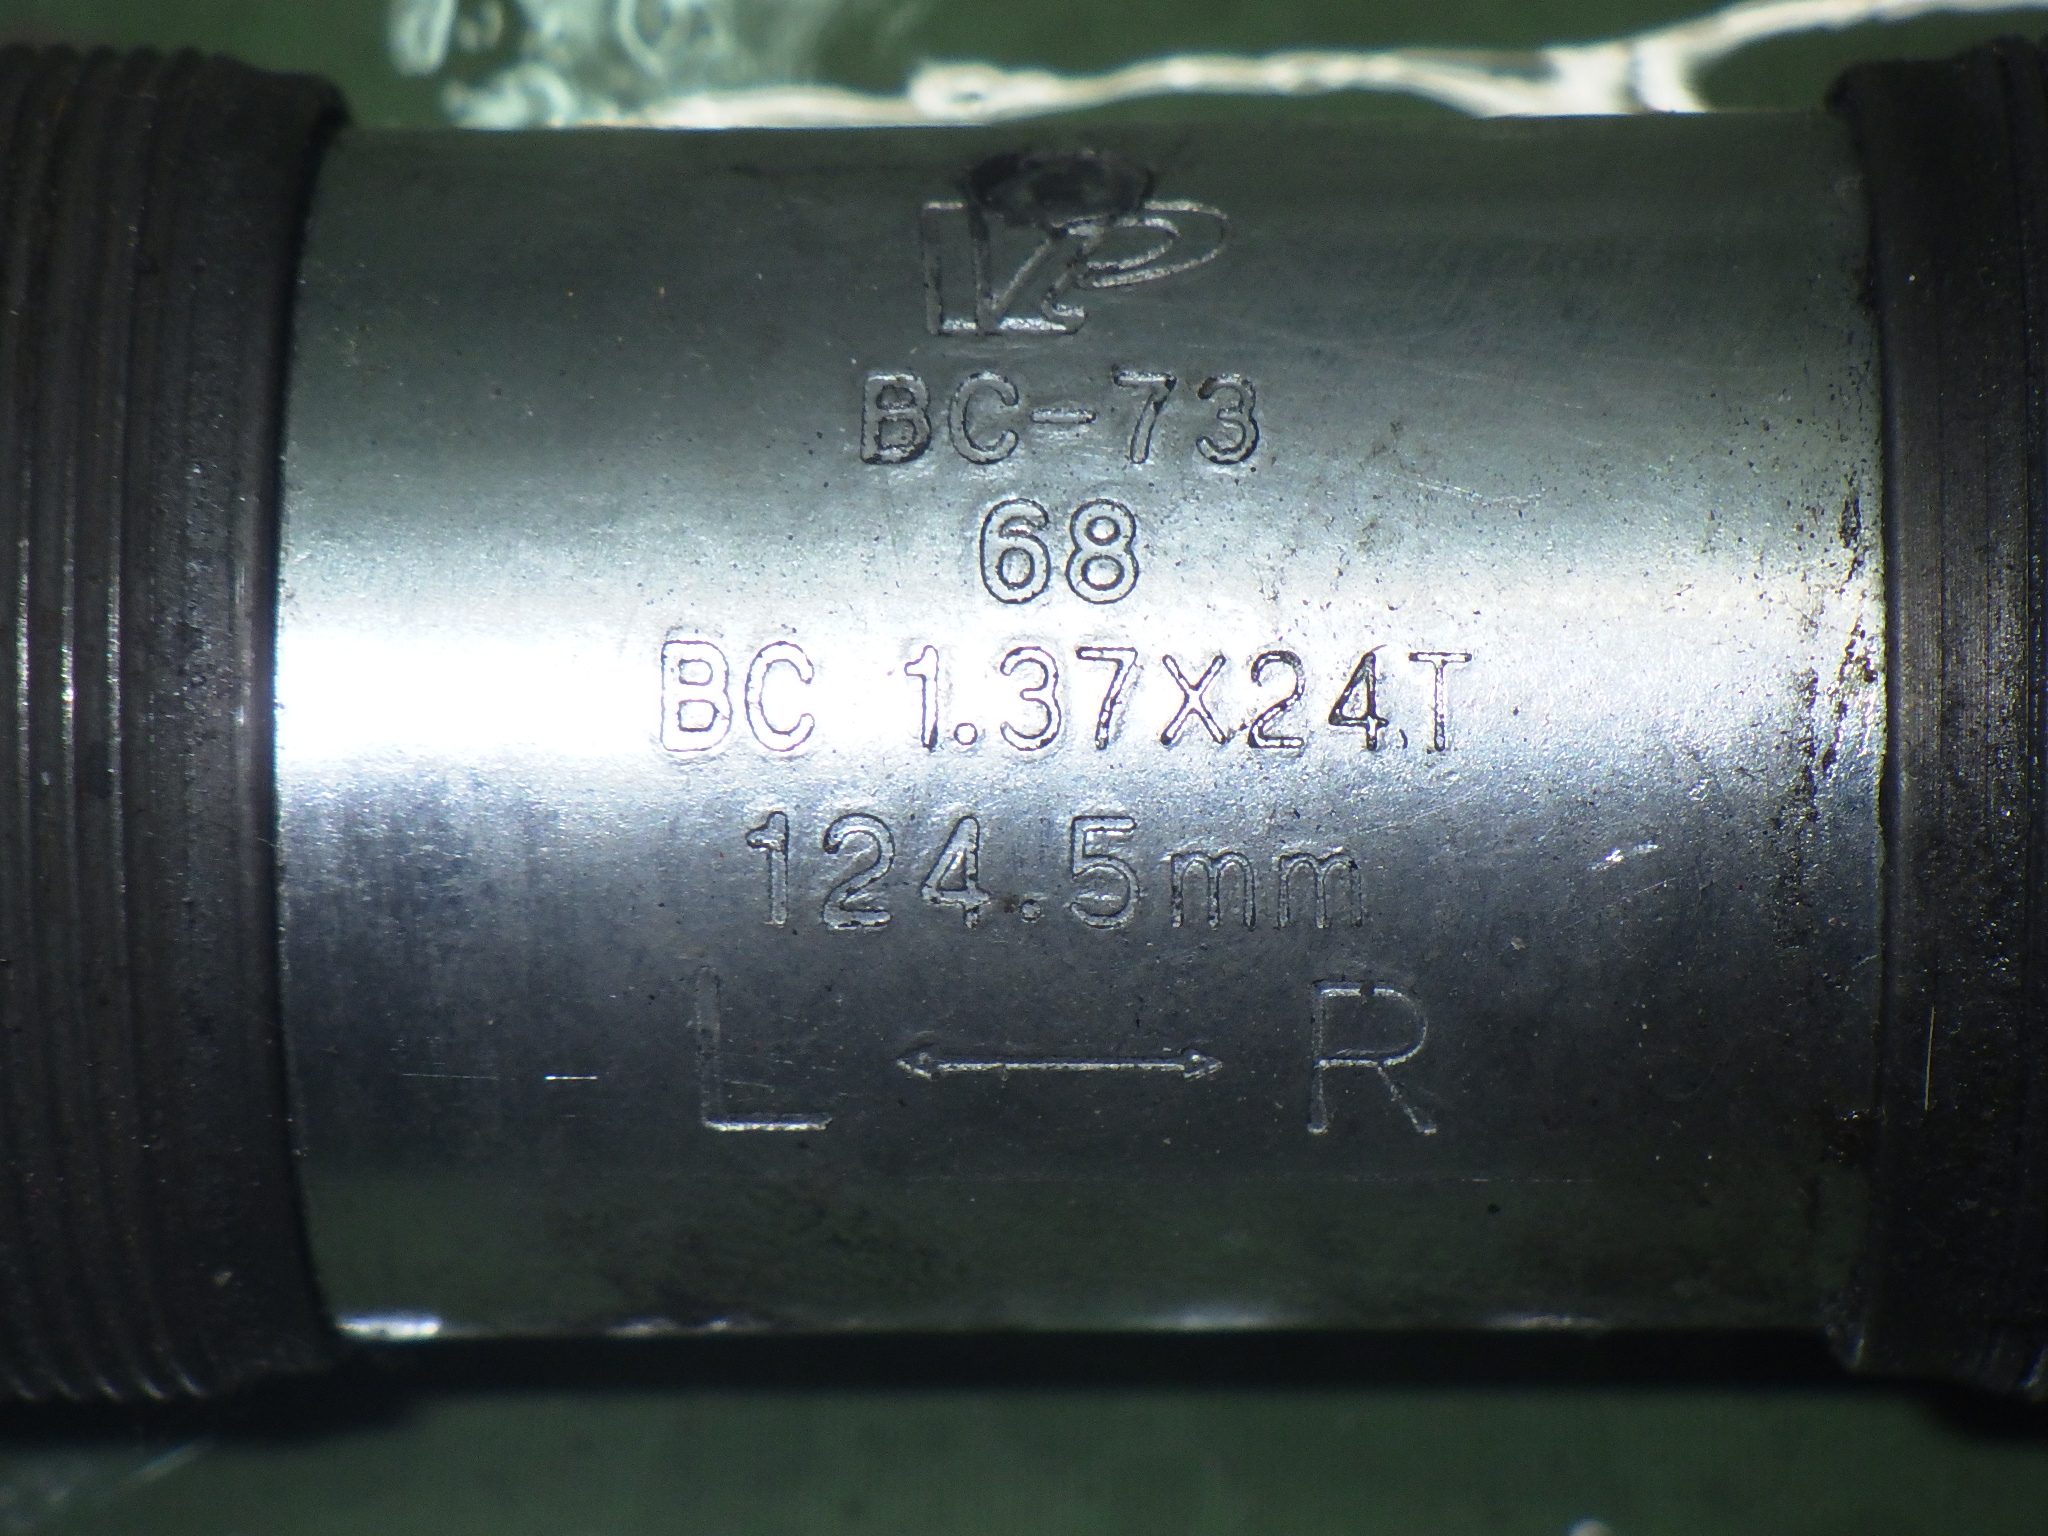 VP
BC-73
68
BC 1.37X24T
124.5mm
L ↔ R